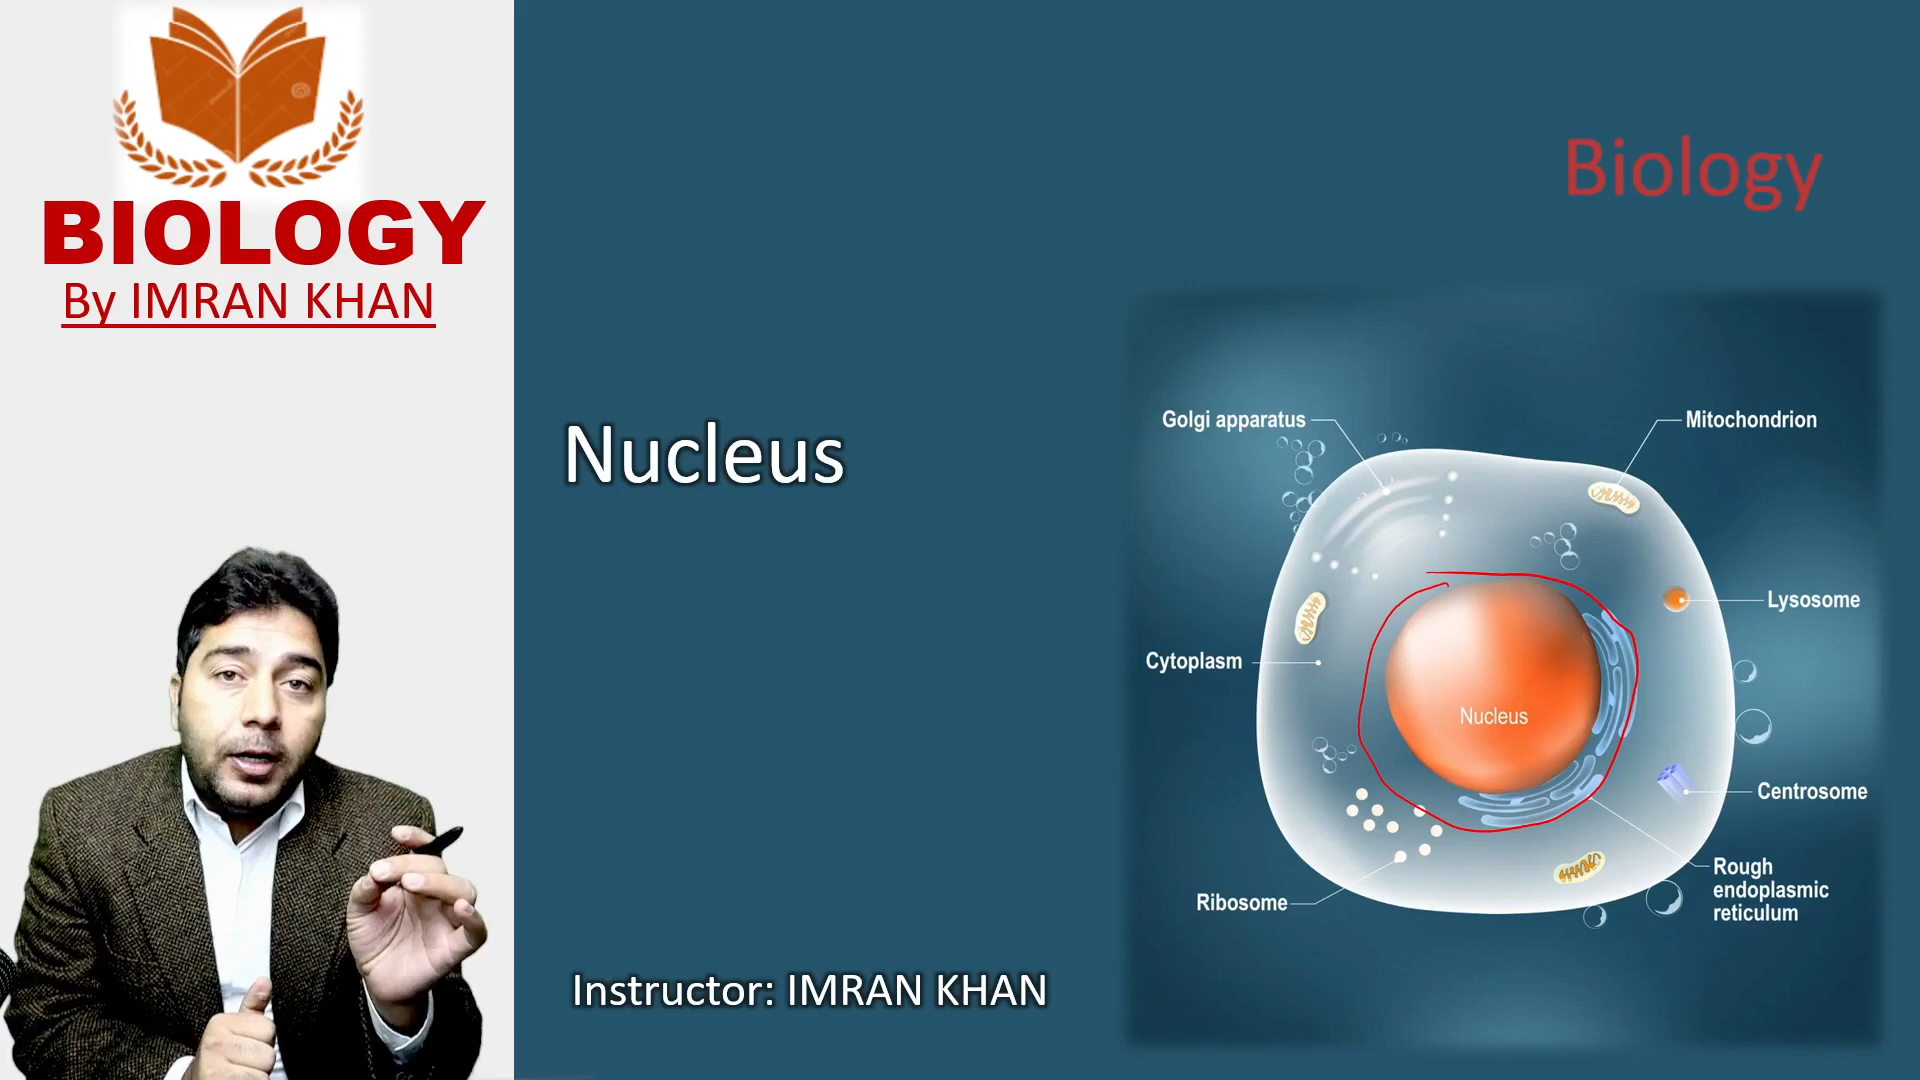 BIOLOGY
By IMRAN KHAN
Biology
Nucleus
Golgi apparatus
Mitochondrion
Lysosome
Cytoplasm
Nucleus
Centrosome
Rough
endoplasmic
reticulum
Ribosome
Instructor: IMRAN KHAN